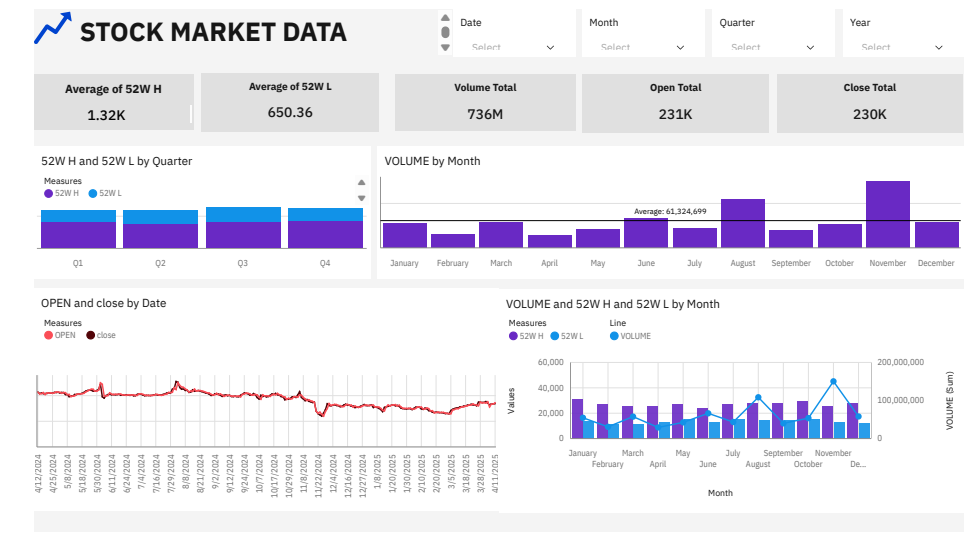 STOCK MARKET DATA
Date
Month
Quarter
Year
Select
Select
Select
Select
Average of 52W H
1.32K
Average of 52W L
650.36
Volume Total
736M
Open Total
231K
Close Total
230K
52W H and 52W L by Quarter
Measures
52W H
52W L
Q1
Q2
Q3
Q4
VOLUME by Month
Average: 61,324,699
January
February
March
April
May
June
July
August
September
October
November
December
OPEN and close by Date
Measures
OPEN
close
4/12/2024
4/25/2024
5/8/2024
5/18/2024
5/30/2024
6/11/2024
6/24/2024
7/4/2024
7/16/2024
7/29/2024
8/8/2024
8/21/2024
9/2/2024
9/12/2024
9/24/2024
10/7/2024
10/17/2024
10/29/2024
11/8/2024
11/22/2024
12/4/2024
12/16/2024
12/27/2024
1/8/2025
1/20/2025
1/30/2025
2/10/2025
2/20/2025
3/5/2025
3/18/2025
3/28/2025
4/11/2025
VOLUME and 52W H and 52W L by Month
Measures
Line
52W H
52W L
VOLUME
Values
60,000
40,000
20,000
0
200,000,000
100,000,000
0
VOLUME (Sum)
January
February
March
April
May
June
July
August
September
October
November
De...
Month